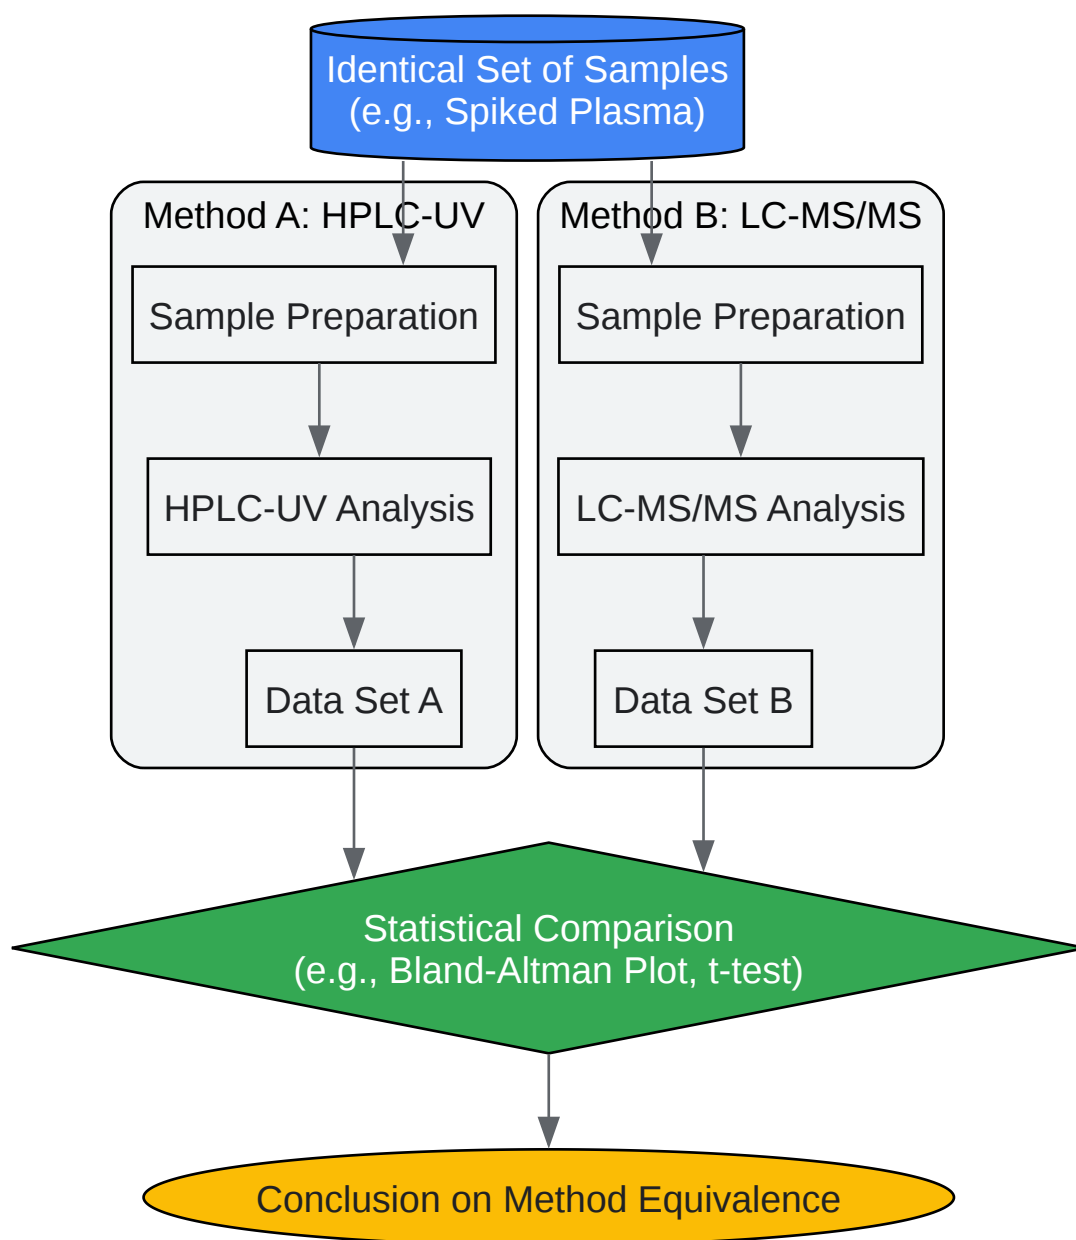 Identical Set of Samples
(e.g., Spiked Plasma)
Method A: HPLC-UV
Sample Preparation
HPLC-UV Analysis
Data Set A
Method B: LC-MS/MS
Sample Preparation
LC-MS/MS Analysis
Data Set B
Statistical Comparison
(e.g., Bland-Altman Plot, t-test)
Conclusion on Method Equivalence